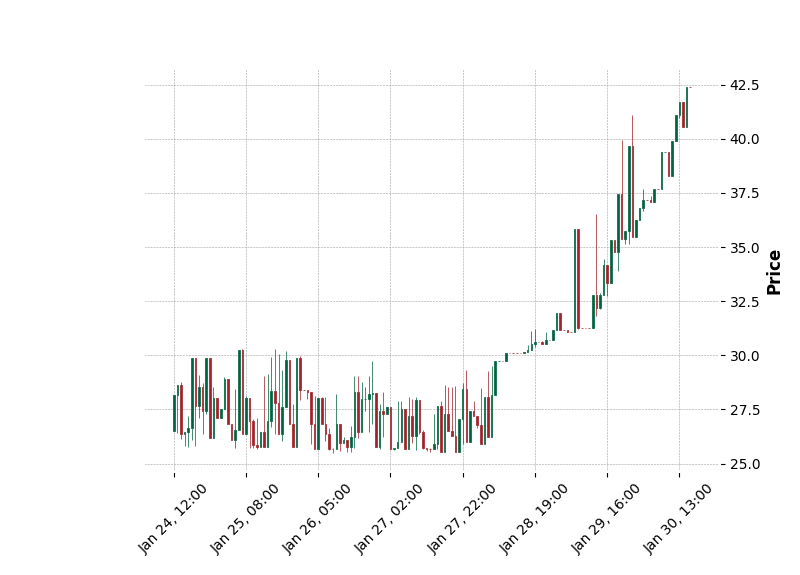 42.5
40.0
37.5
35.0
32.5
30.0
27.5
25.0
Price
Jan 24, 12:00
Jan 25, 08:00
Jan 26, 05:00
Jan 27, 02:00
Jan 27, 22:00
Jan 28, 19:00
Jan 29, 16:00
Jan 30, 13:00